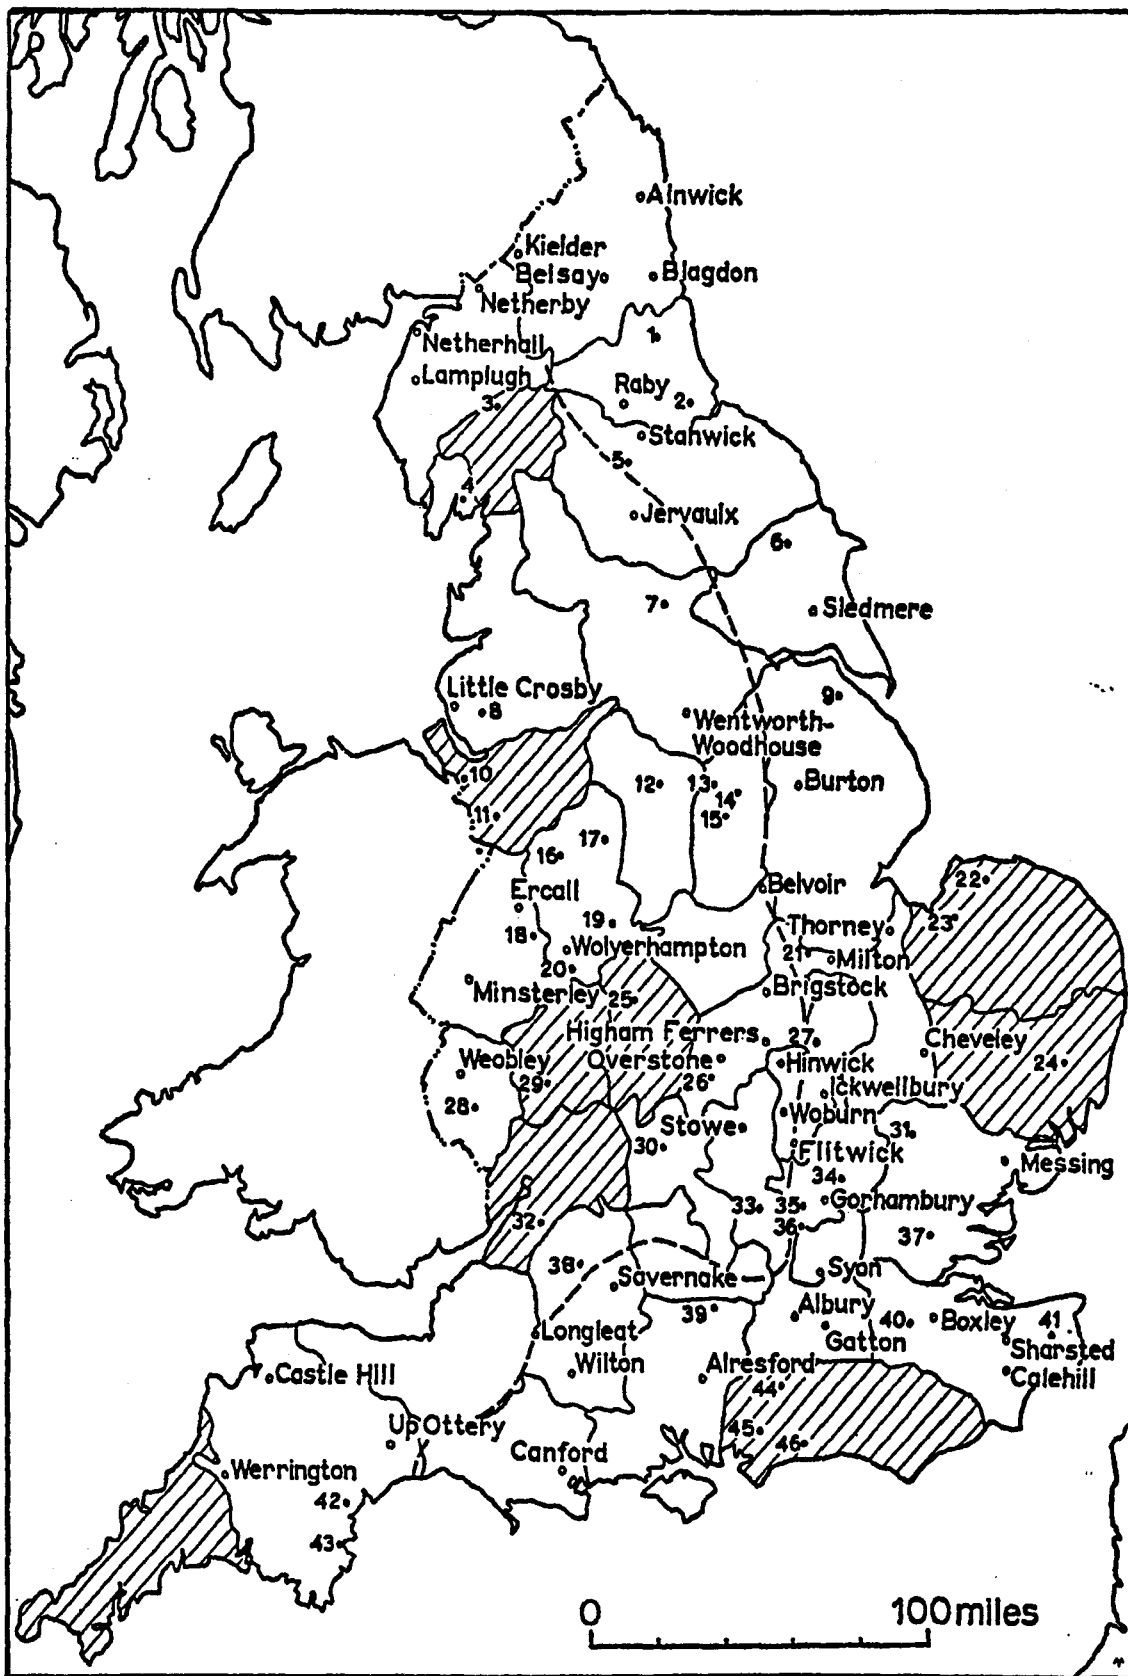 Alnwick
Kielder
Belsay
Blagdon
Netherby
1
Netherhall
Lamplugh
Raby
3
2
Stahwick
5
4
Jervaulx
6
7
Sledmere
Little Crosby
8
9
Wentworth-
Woodhouse
10
12
13
14
Burton
11
15
17
16
Belvoir
22
Ercall
23
19
Thorney
18
Wolverhampton
21
Milton
20
Minsterley
25
Brigstock
Higham Ferrers
27
Cheveley
Weobley
Overstone
Hinwick
24
29
26
Ickwellbury
28
Woburn
Stowe
31
30
Flitwick
Messing
34
Gorhambury
33
35
32
36
37
38
Savernake
Syon
39
Albury
40
Boxley
41
Longleat
Gatton
Sharsted
Wilton
Alresford
Calehill
Castle Hill
44
Up Ottery
45
46
Canford
Werrington
42
43
0
100 miles